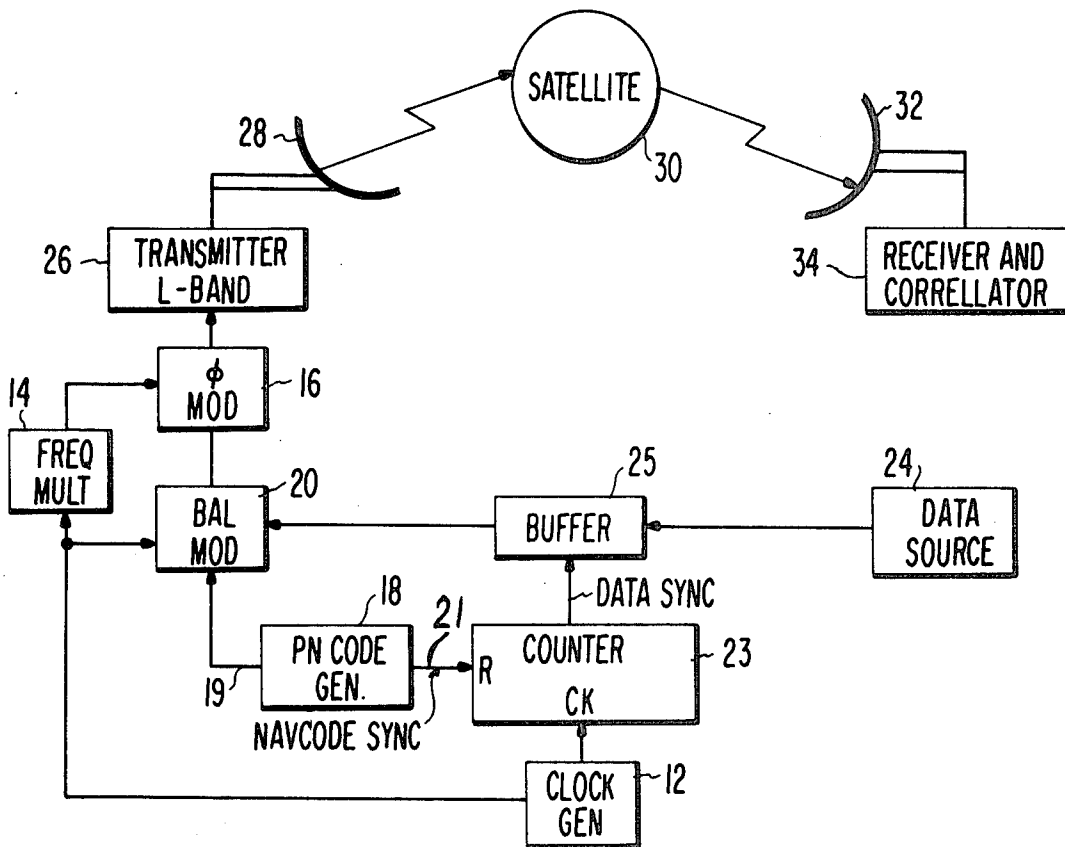 SATELLITE
30
28
32
26
TRANSMITTER
L-BAND
34
RECEIVER AND
CORRELLATOR
ϕ
MOD
16
14
FREQ
MULT
20
BAL
MOD
25
BUFFER
24
DATA
SOURCE
DATA SYNC
18
PN CODE
GEN.
19
21
NAVCODE SYNC
R
COUNTER
CK
23
CLOCK
GEN
12